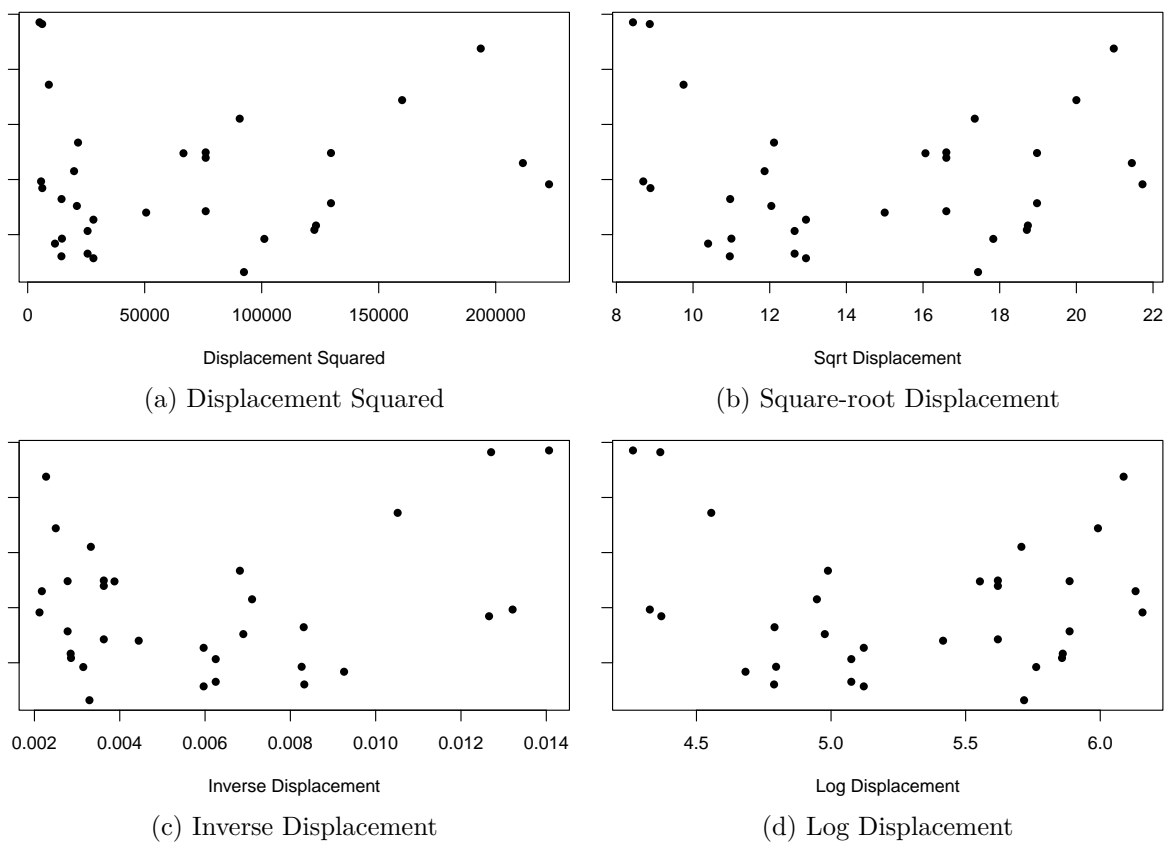 0 50000 100000 150000 200000
Displacement Squared
(a) Displacement Squared
8 10 12 14 16 18 20 22
Sqrt Displacement
(b) Square-root Displacement
0.002 0.004 0.006 0.008 0.010 0.012 0.014
Inverse Displacement
(c) Inverse Displacement
4.5 5.0 5.5 6.0
Log Displacement
(d) Log Displacement